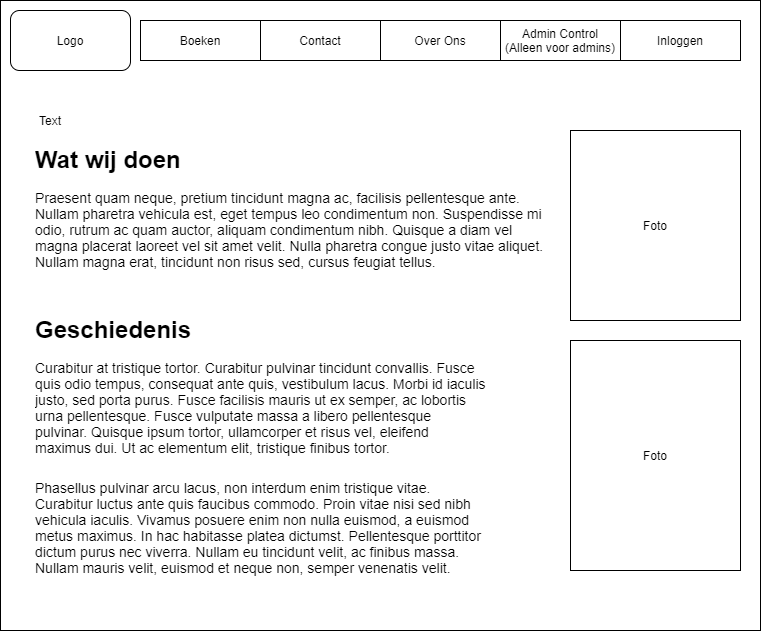 Logo
Boeken
Contact
Over Ons
Admin Control
(Alleen voor admins)
Inloggen
Text
Wat wij doen
Praesent quam neque, pretium tincidunt magna ac, facilisis pellentesque ante.
Nullam pharetra vehicula est, eget tempus leo condimentum non. Suspendisse mi
odio, rutrum ac quam auctor, aliquam condimentum nibh. Quisque a diam vel
magna placerat laoreet vel sit amet velit. Nulla pharetra congue justo vitae aliquet.
Nullam magna erat, tincidunt non risus sed, cursus feugiat tellus.
Foto
Geschiedenis
Curabitur at tristique tortor. Curabitur pulvinar tincidunt convallis. Fusce
quis odio tempus, consequat ante quis, vestibulum lacus. Morbi id iaculis
justo, sed porta purus. Fusce facilisis mauris ut ex semper, ac lobortis
urna pellentesque. Fusce vulputate massa a libero pellentesque
pulvinar. Quisque ipsum tortor, ullamcorper et risus vel, eleifend
maximus dui. Ut ac elementum elit, tristique finibus tortor.
Phasellus pulvinar arcu lacus, non interdum enim tristique vitae.
Curabitur luctus ante quis faucibus commodo. Proin vitae nisi sed nibh
vehicula iaculis. Vivamus posuere enim non nulla euismod, a euismod
metus maximus. In hac habitasse platea dictumst. Pellentesque porttitor
dictum purus nec viverra. Nullam eu tincidunt velit, ac finibus massa.
Nullam mauris velit, euismod et neque non, semper venenatis velit.
Foto